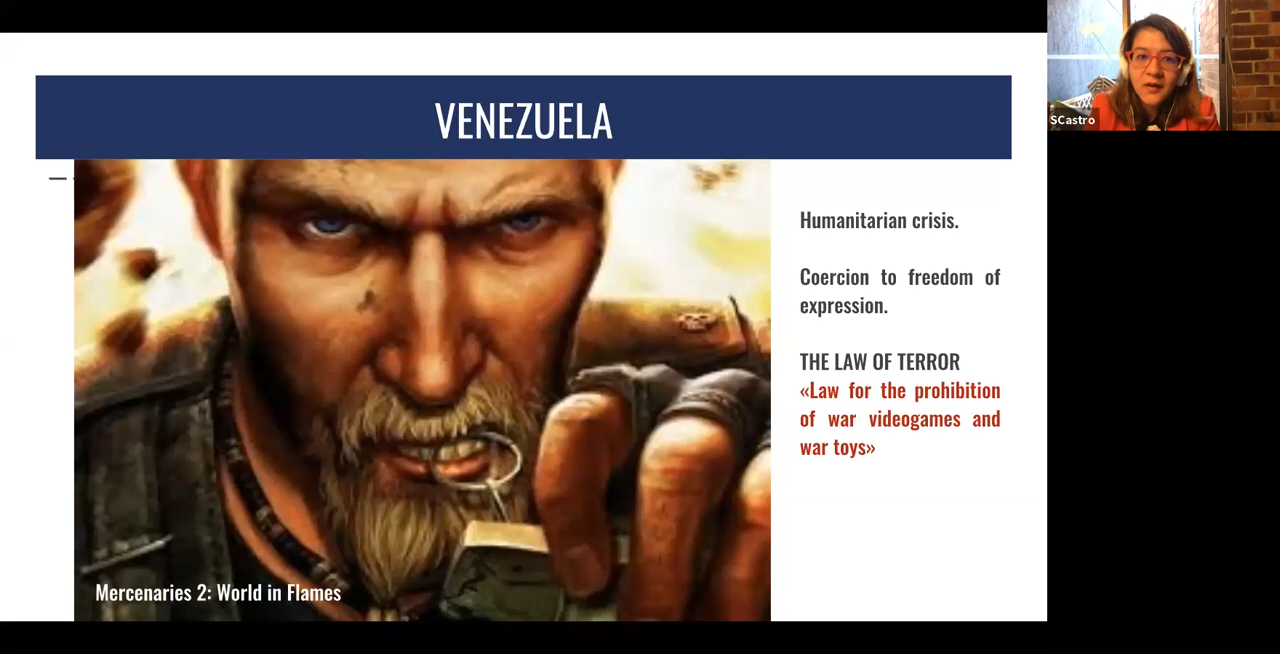 VENEZUELA
Humanitarian crisis.
Coercion to freedom of
expression.
THE LAW OF TERROR
«Law for the prohibition
of war videogames and
war toys»
Mercenaries 2: World in Flames
SCastro